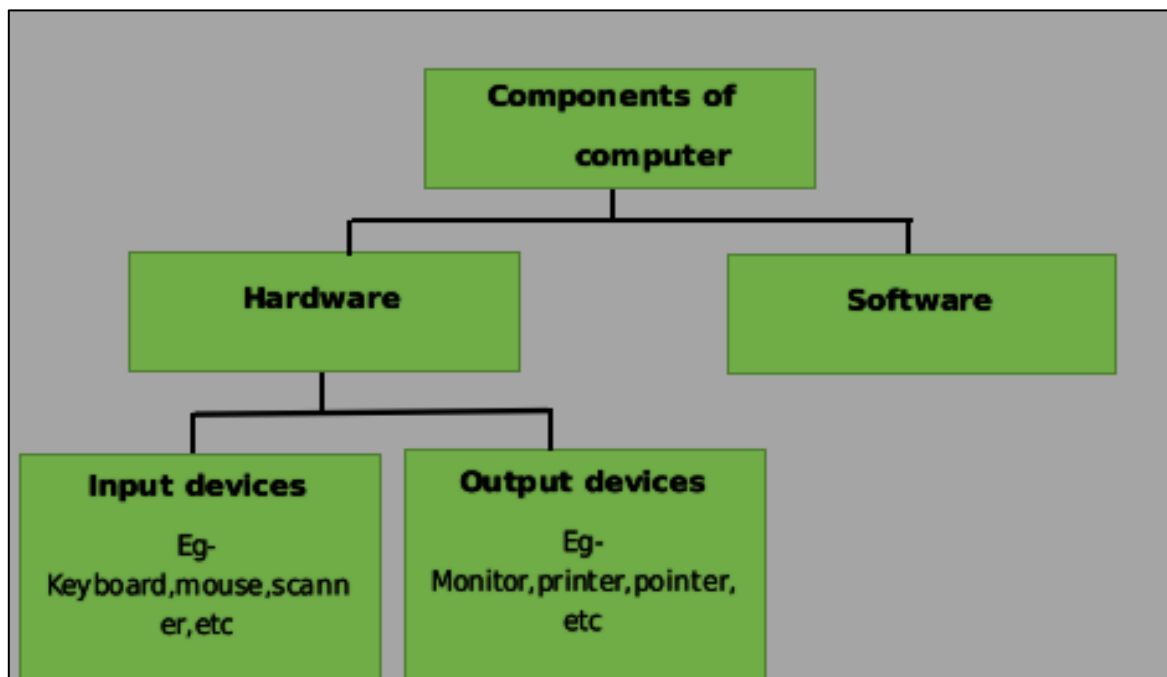 Components of
computer
Hardware
Software
Input devices
Eg-
Keyboard,mouse,scann
er,etc
Output devices
Eg-
Monitor,printer,pointer,
etc